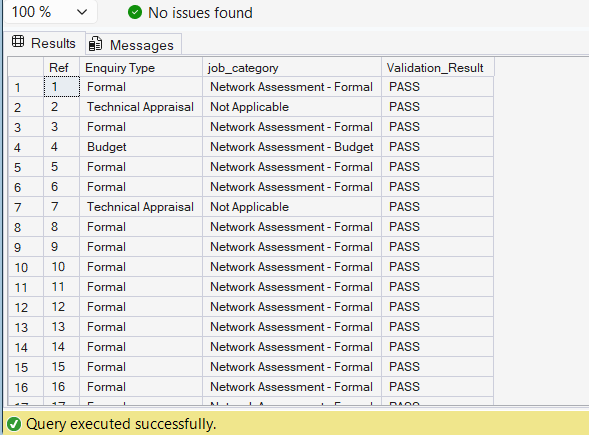 100 %
No issues found
Results Messages
Ref Enquiry Type job_category Validation_Result
1 1 Formal Network Assessment - Formal PASS
2 2 Technical Appraisal Not Applicable PASS
3 3 Formal Network Assessment - Formal PASS
4 4 Budget Network Assessment - Budget PASS
5 5 Formal Network Assessment - Formal PASS
6 6 Formal Network Assessment - Formal PASS
7 7 Technical Appraisal Not Applicable PASS
8 8 Formal Network Assessment - Formal PASS
9 9 Formal Network Assessment - Formal PASS
10 10 Formal Network Assessment - Formal PASS
11 11 Formal Network Assessment - Formal PASS
12 12 Formal Network Assessment - Formal PASS
13 13 Formal Network Assessment - Formal PASS
14 14 Formal Network Assessment - Formal PASS
15 15 Formal Network Assessment - Formal PASS
16 16 Formal Network Assessment - Formal PASS
Query executed successfully.